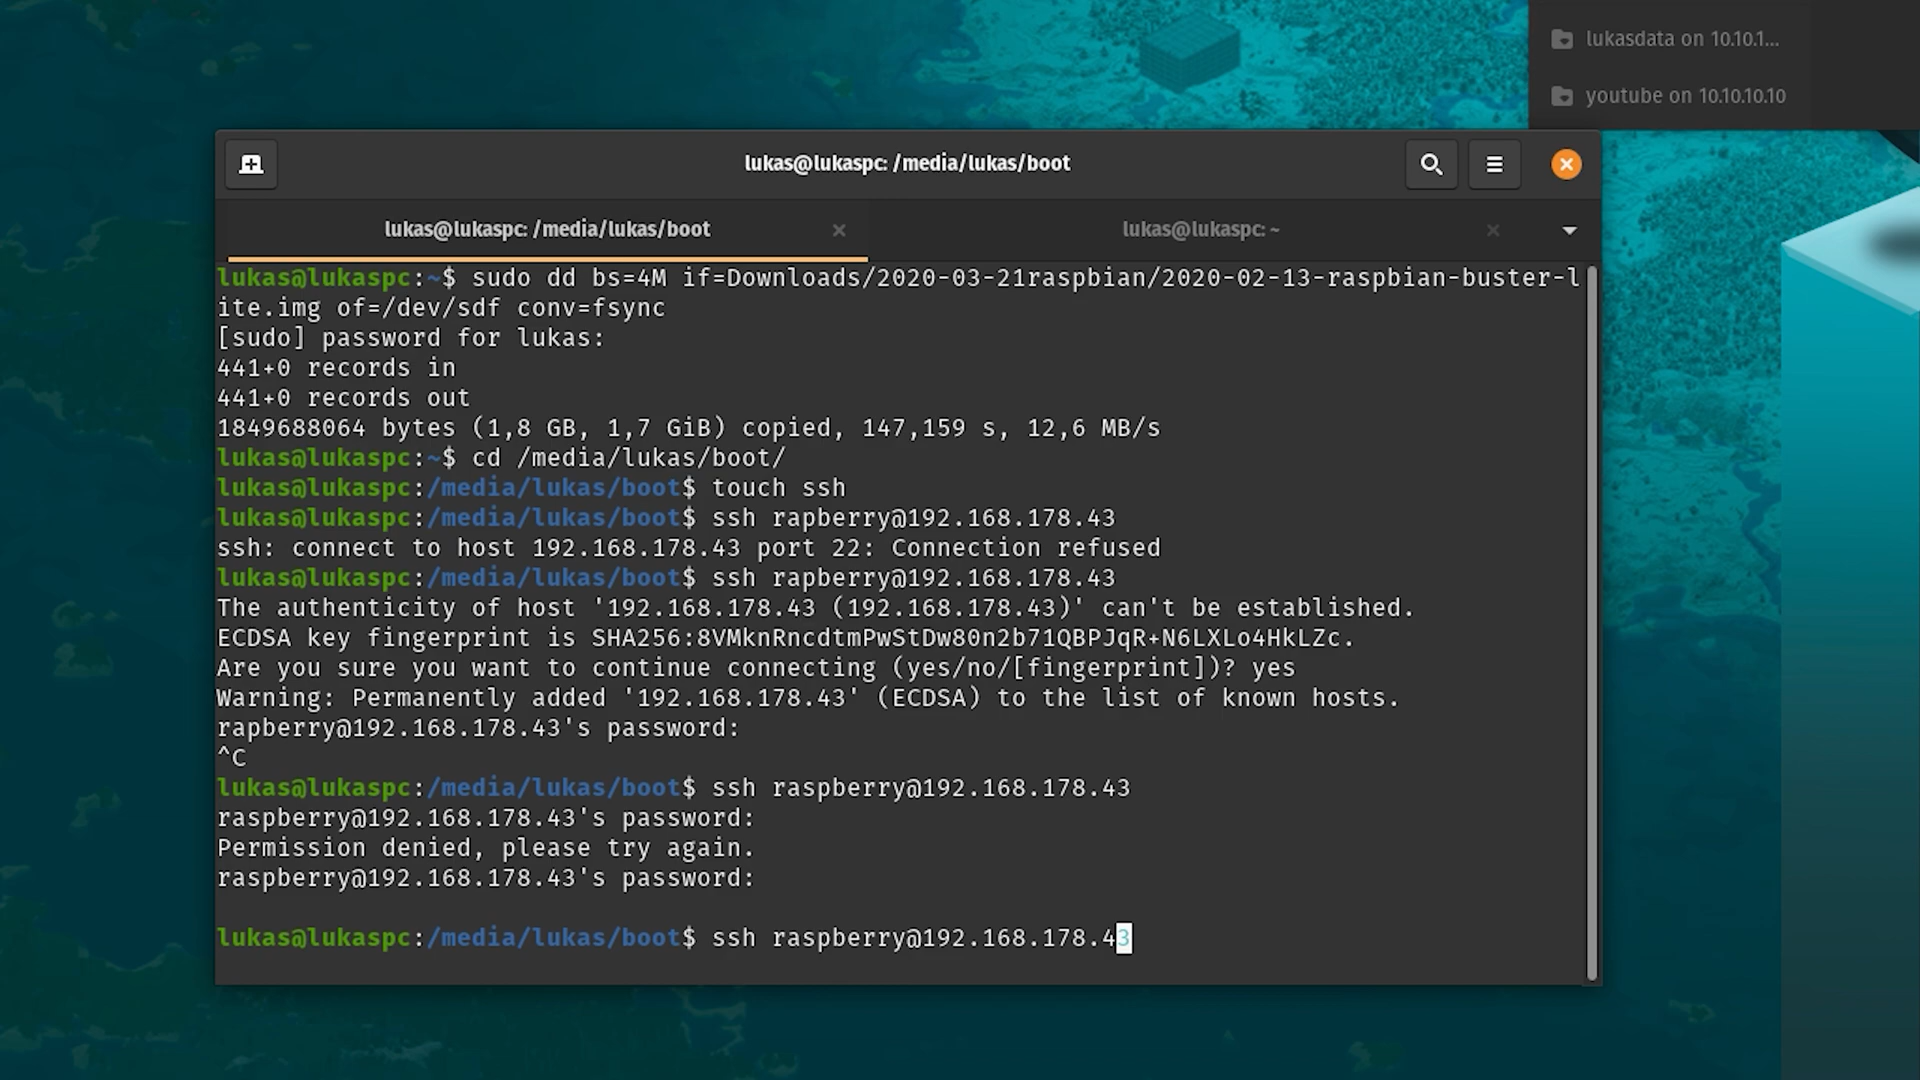 lukasdata on 10.10.1...
youtube on 10.10.10.10
lukas@lukaspc: /media/lukas/boot
lukas@lukaspc: /media/lukas/boot
lukas@lukaspc: ~
lukas@lukaspc:~$ sudo dd bs=4M if=Downloads/2020-03-21raspbian/2020-02-13-raspbian-buster-l
ite.img of=/dev/sdf conv=fsync
[sudo] password for lukas:
441+0 records in
441+0 records out
1849688064 bytes (1,8 GB, 1,7 GiB) copied, 147,159 s, 12,6 MB/s
lukas@lukaspc:~$ cd /media/lukas/boot/
lukas@lukaspc:/media/lukas/boot$ touch ssh
lukas@lukaspc:/media/lukas/boot$ ssh rapberry@192.168.178.43
ssh: connect to host 192.168.178.43 port 22: Connection refused
lukas@lukaspc:/media/lukas/boot$ ssh rapberry@192.168.178.43
The authenticity of host '192.168.178.43 (192.168.178.43)' can't be established.
ECDSA key fingerprint is SHA256:8VMknRncdtmPwStDw80n2b71QBPJqR+N6LXLo4HkLZc.
Are you sure you want to continue connecting (yes/no/[fingerprint])? yes
Warning: Permanently added '192.168.178.43' (ECDSA) to the list of known hosts.
rapberry@192.168.178.43's password:
^C
lukas@lukaspc:/media/lukas/boot$ ssh raspberry@192.168.178.43
raspberry@192.168.178.43's password:
Permission denied, please try again.
raspberry@192.168.178.43's password:
lukas@lukaspc:/media/lukas/boot$ ssh raspberry@192.168.178.43